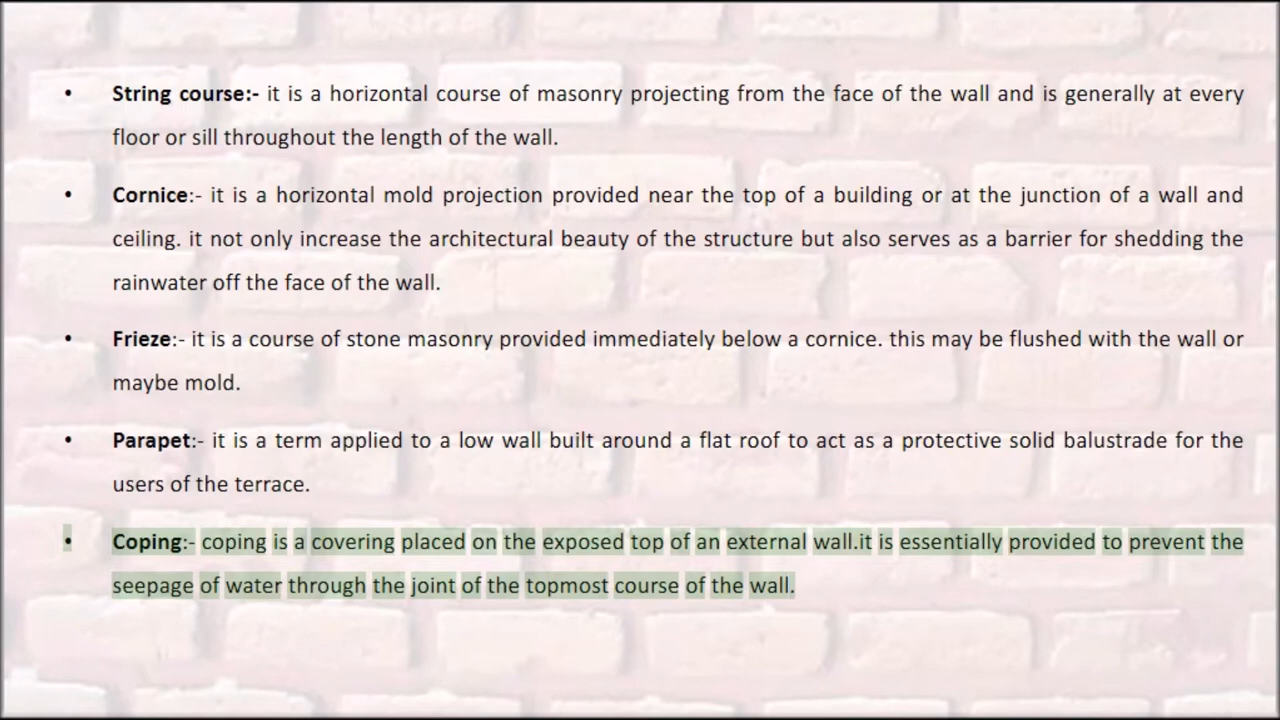 • String course:- it is a horizontal course of masonry projecting from the face of the wall and is generally at every
floor or sill throughout the length of the wall.
• Cornice:- it is a horizontal mold projection provided near the top of a building or at the junction of a wall and
ceiling. it not only increase the architectural beauty of the structure but also serves as a barrier for shedding the
rainwater off the face of the wall.
• Frieze:- it is a course of stone masonry provided immediately below a cornice. this may be flushed with the wall or
maybe mold.
• Parapet:- it is a term applied to a low wall built around a flat roof to act as a protective solid balustrade for the
users of the terrace.
• Coping:- coping is a covering placed on the exposed top of an external wall.it is essentially provided to prevent the
seepage of water through the joint of the topmost course of the wall.